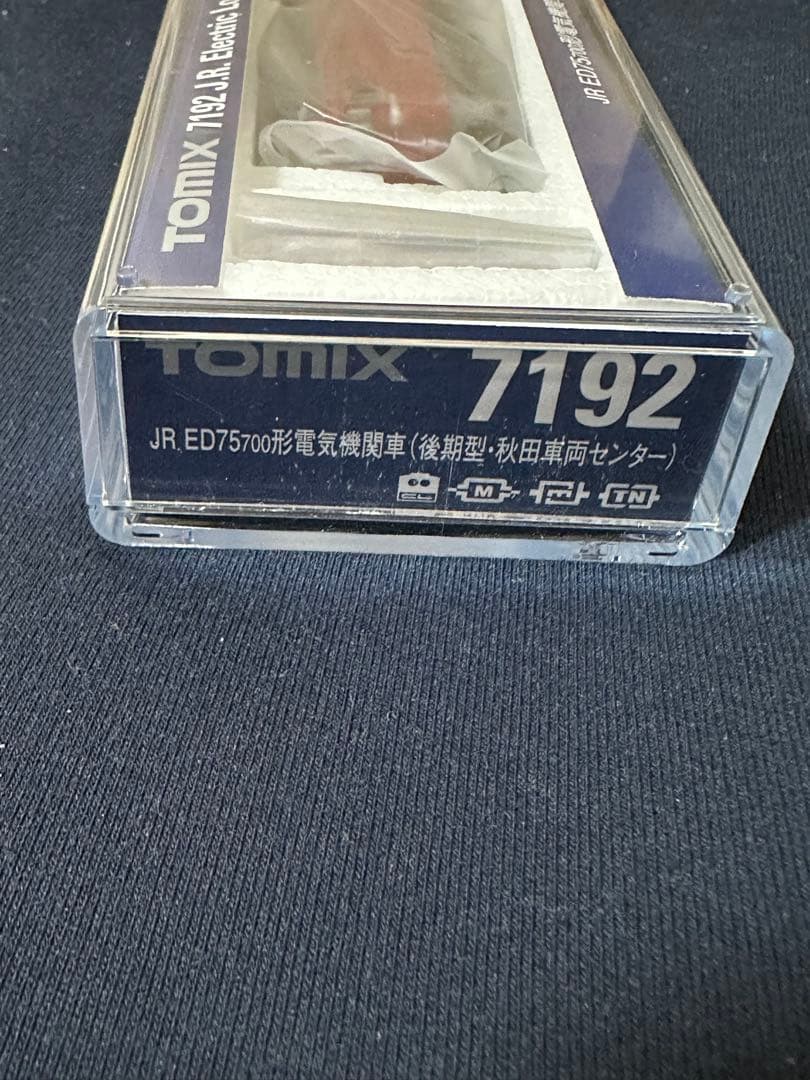 TOMIX 7192 J.R. Electric Lo
JR ED75700形電気機関
TOMIX 7192
JR ED75700形電気機関車(後期型・秋田車両センター)
EL M T L TN